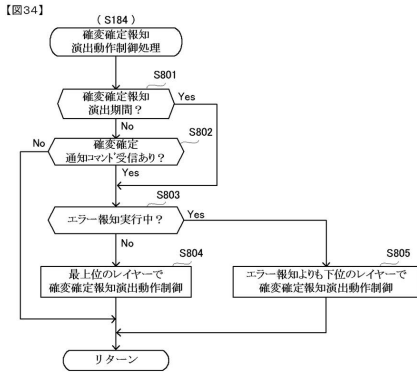 【図34】
(S184)
確変確定報知
演出動作制御処理
S801
確変確定報知
演出期間?
Yes
No
S802
確変確定
通知コマンド受信あり?
No
Yes
S803
エラー報知実行中?
Yes
No
S804
最上位のレイヤーで
確変確定報知演出動作制御
S805
エラー報知よりも下位のレイヤーで
確変確定報知演出動作制御
リターン